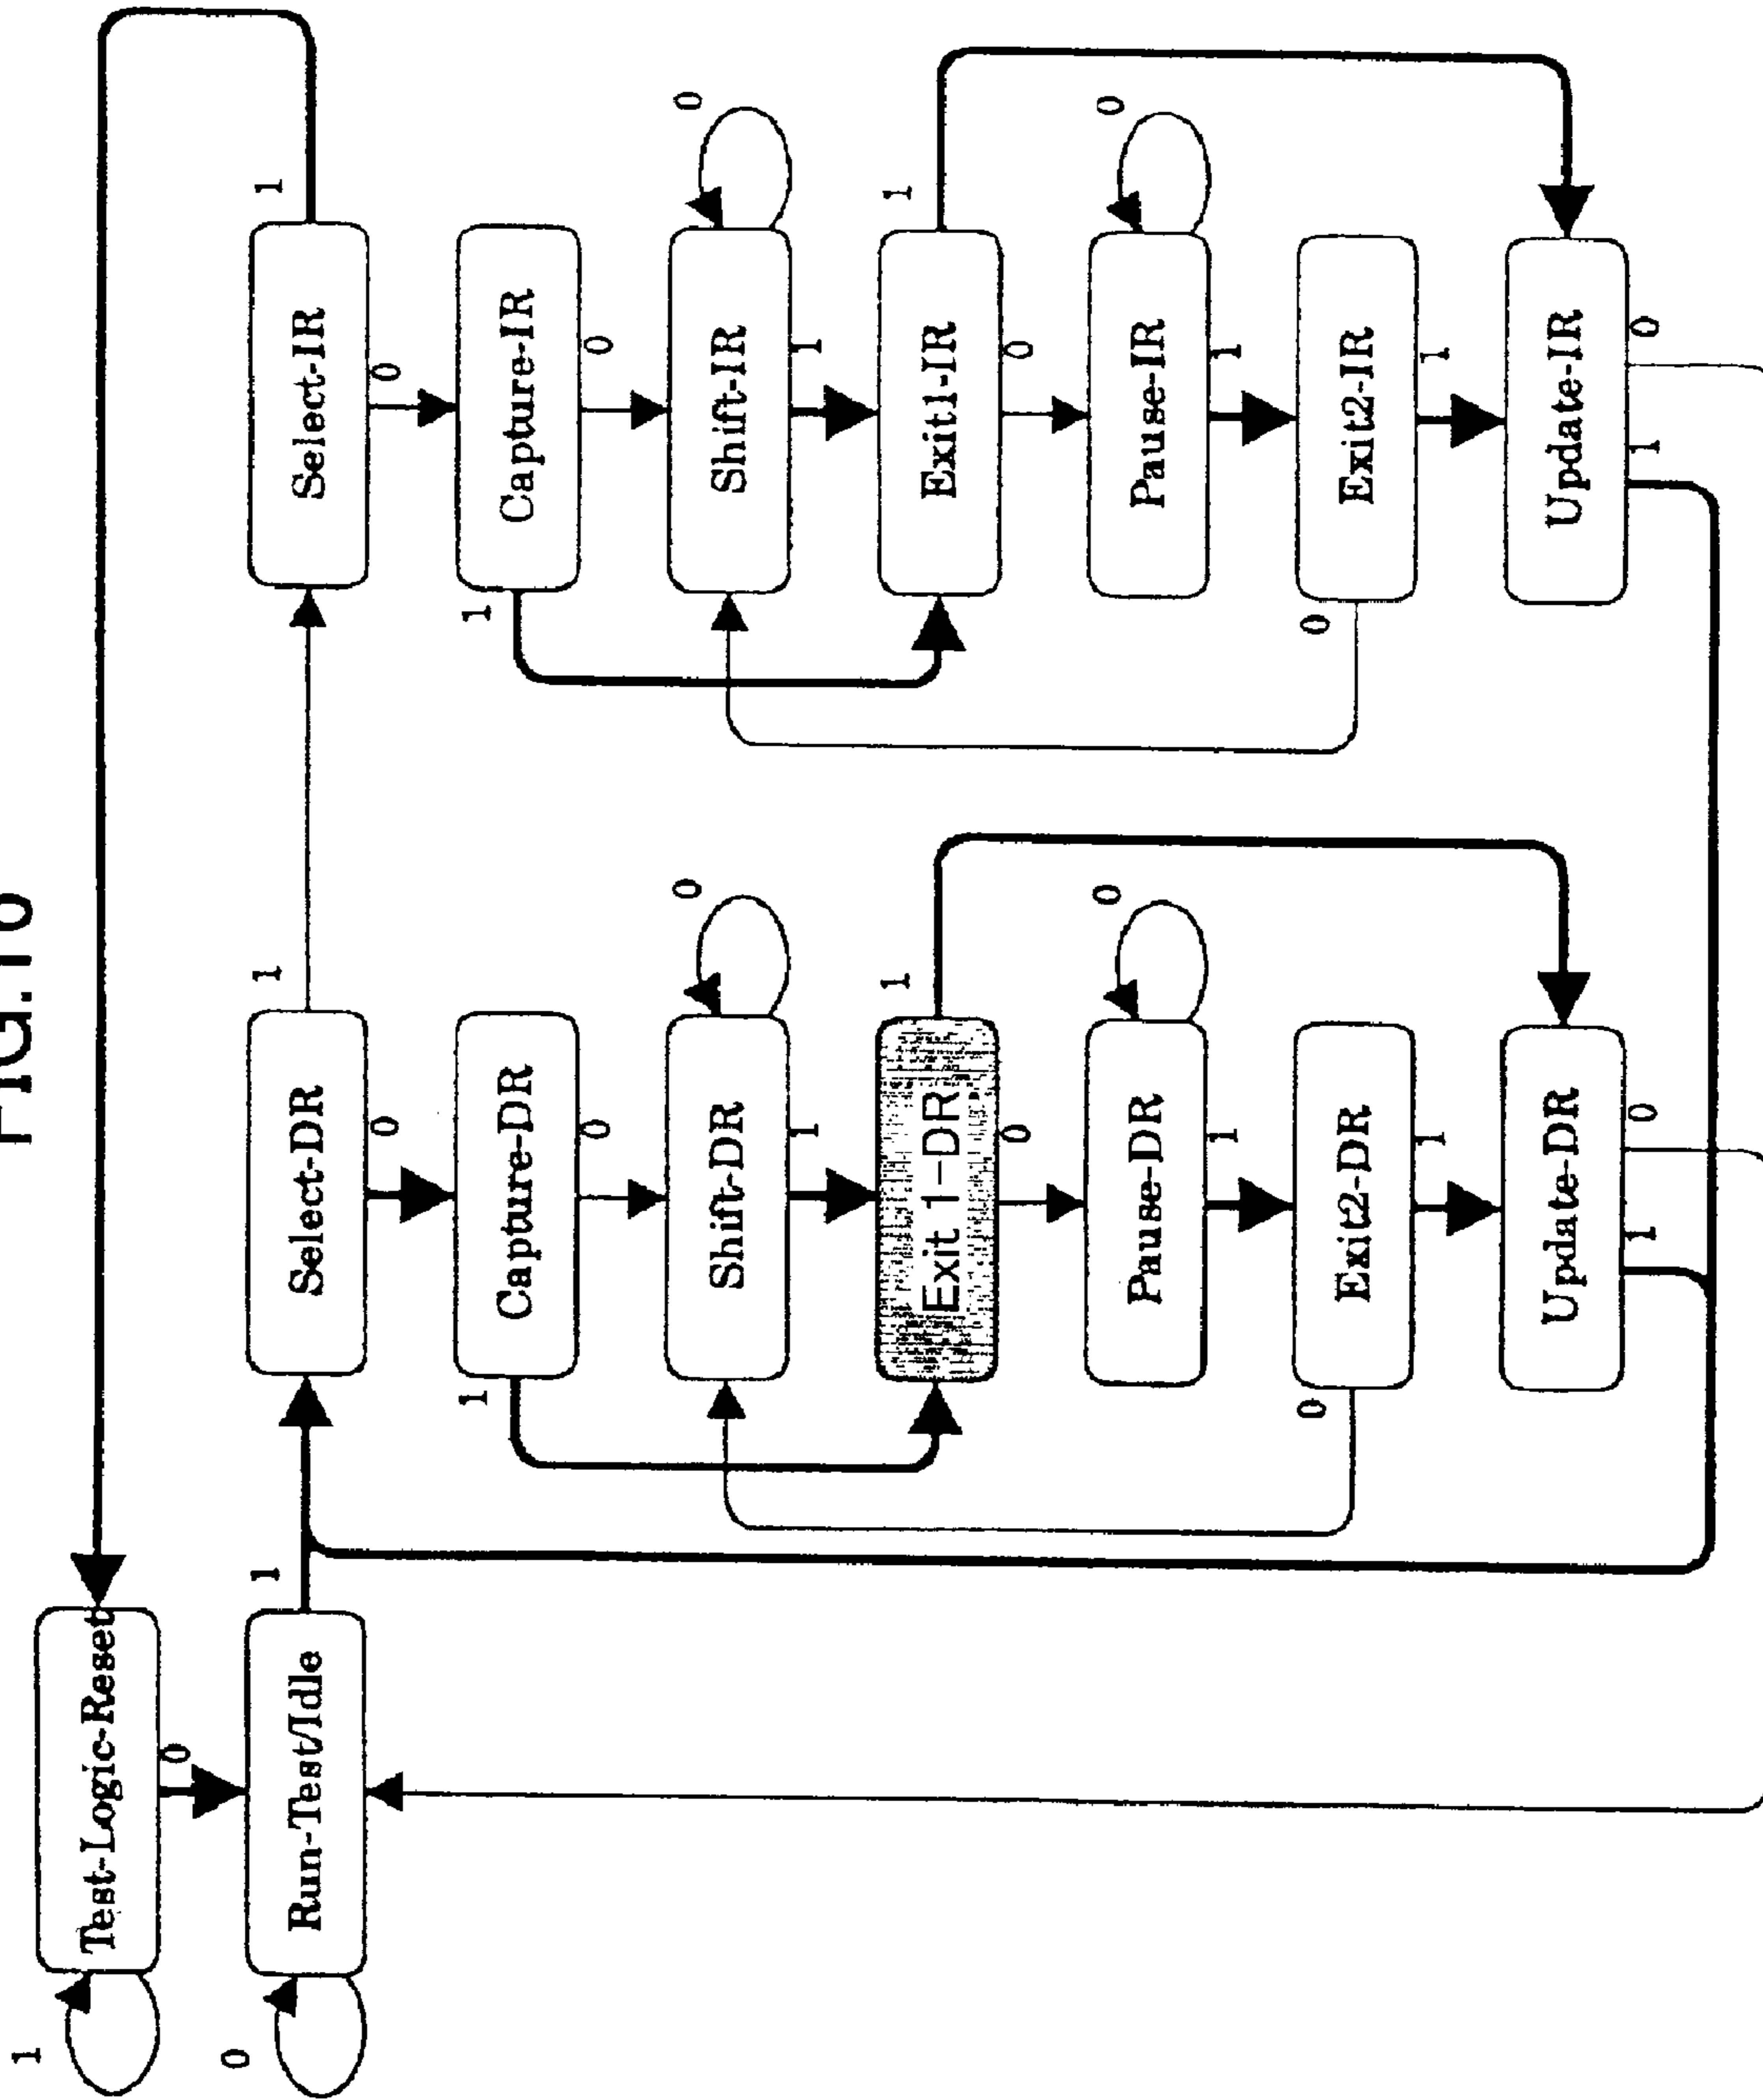 FIG.16
1
Test-Logic-Reset
0
0
Run-Test/Idle
1
Select-DR
1
0
Capture-DR
1
0
Shift-DR
0
1
Exit 1-DR
1
0
Pause-DR
0
1
Exit2-DR
0
1
Update-DR
1
0
Select-IR
1
0
Capture-IR
1
0
Shift-IR
0
1
Exit1-IR
1
0
Pause-IR
0
1
Exit2-IR
0
1
Update-IR
1
0